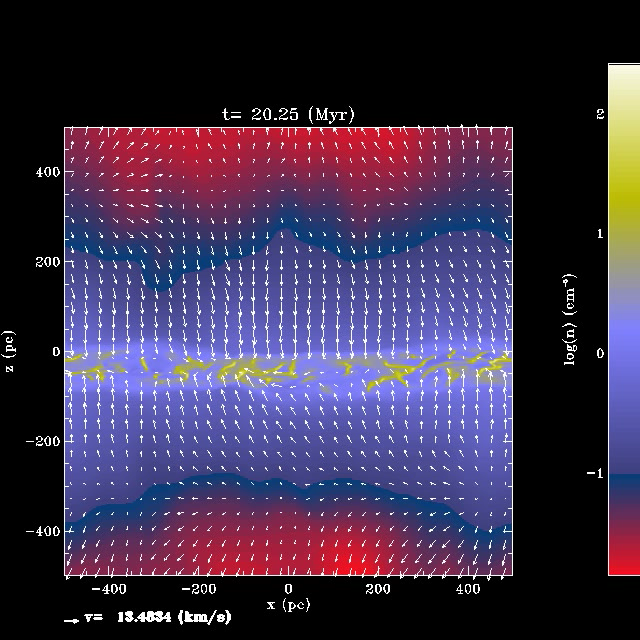 t= 20.25 (Myr)
2
400
1
200
log(n) (cm⁻³)
z (pc)
0
0
-200
-1
-400
-400 -200 0 200 400
x (pc)
v= 13.4834 (km/s)